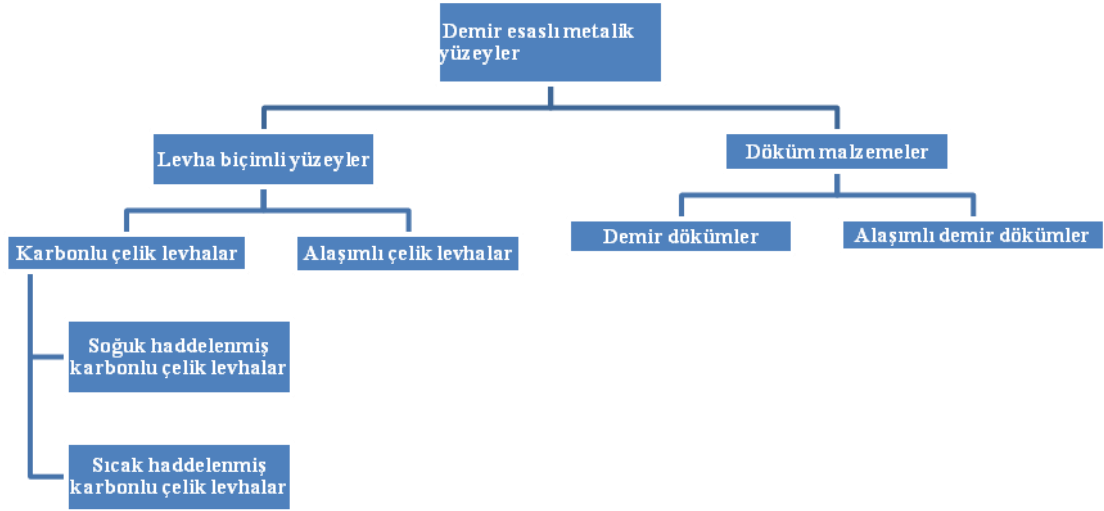 Demir esaslı metalik
yüzeyler
Levha biçimli yüzeyler
Döküm malzemeler
Karbonlu çelik levhalar
Alaşımlı çelik levhalar
Demir dökümler
Alaşımlı demir dökümler
Soğuk haddelenmiş
karbonlu çelik levhalar
Sıcak haddelenmiş
karbonlu çelik levhalar